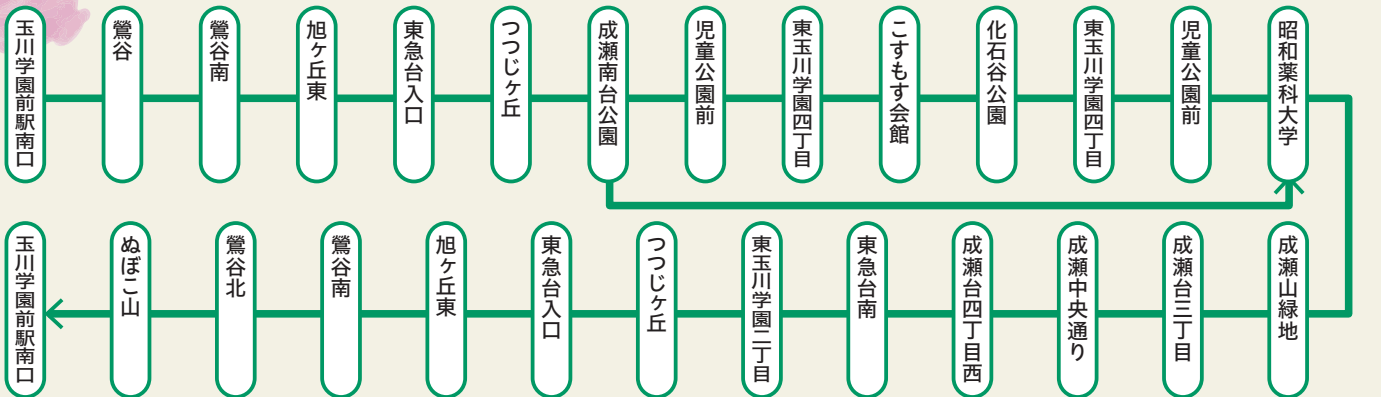 玉川学園前駅南口
鶯谷
鶯谷南
旭ヶ丘東
東急台入口
つつじヶ丘
成瀬南台公園
児童公園前
東玉川学園四丁目
こすもす会館
化石谷公園
東玉川学園四丁目
児童公園前
昭和薬科大学
成瀬山緑地
成瀬台三丁目
成瀬中央通り
成瀬台四丁目西
東急台南
東玉川学園二丁目
つつじヶ丘
東急台入口
旭ヶ丘東
鶯谷南
鶯谷北
ぬぼこ山
玉川学園前駅南口